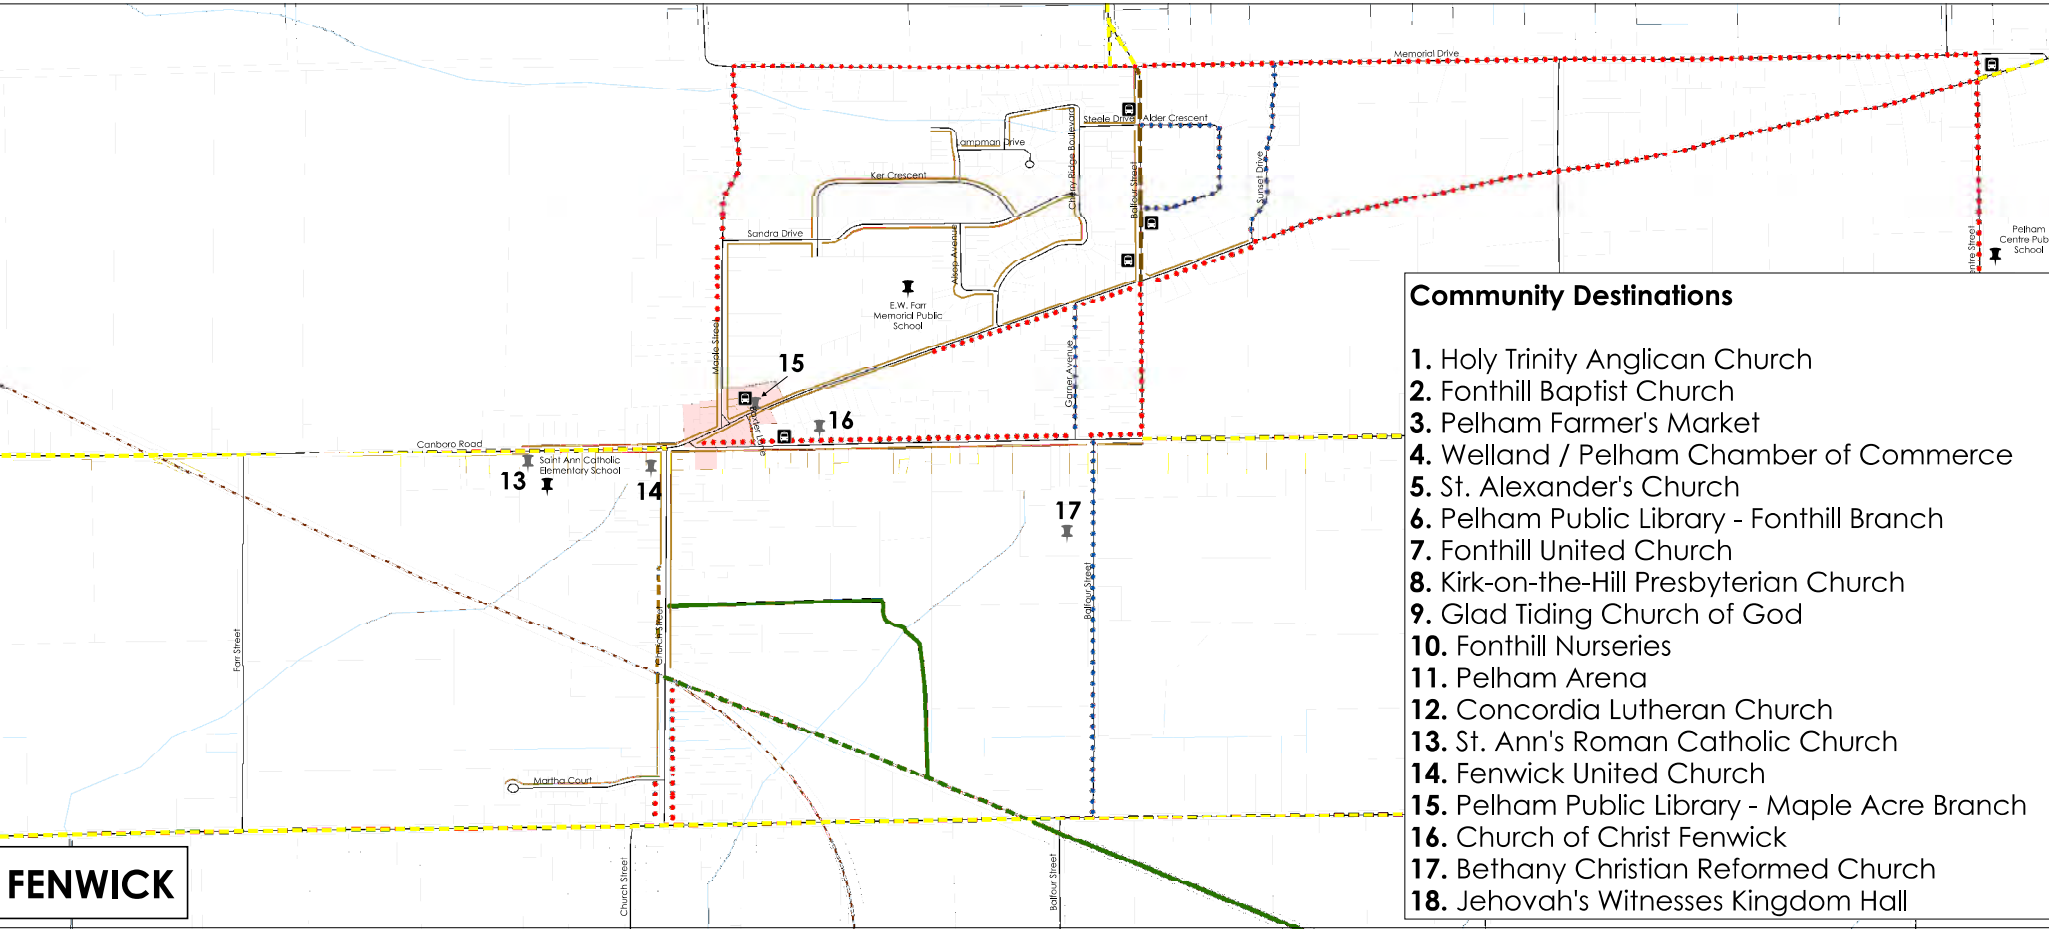 Memorial Drive
Steele Drive
Alder Crescent
Lampman Drive
Cherry Ridge Boulevard
Balfour Street
Sunset Drive
Ker Crescent
Sandra Drive
Alsop Avenue
Pelham
Centre Pub
School
entre Street
E.W. Farr
Memorial Public
School
Maple Street
Garner Avenue
15
16
Canboro Road
Saint Ann Catholic
Elementary School
13
14
17
Balfour Street
Church Street
Farr Street
Martha Court
Church Street
Balfour Street
FENWICK
Community Destinations
1. Holy Trinity Anglican Church
2. Fonthill Baptist Church
3. Pelham Farmer's Market
4. Welland / Pelham Chamber of Commerce
5. St. Alexander's Church
6. Pelham Public Library - Fonthill Branch
7. Fonthill United Church
8. Kirk-on-the-Hill Presbyterian Church
9. Glad Tiding Church of God
10. Fonthill Nurseries
11. Pelham Arena
12. Concordia Lutheran Church
13. St. Ann's Roman Catholic Church
14. Fenwick United Church
15. Pelham Public Library - Maple Acre Branch
16. Church of Christ Fenwick
17. Bethany Christian Reformed Church
18. Jehovah's Witnesses Kingdom Hall